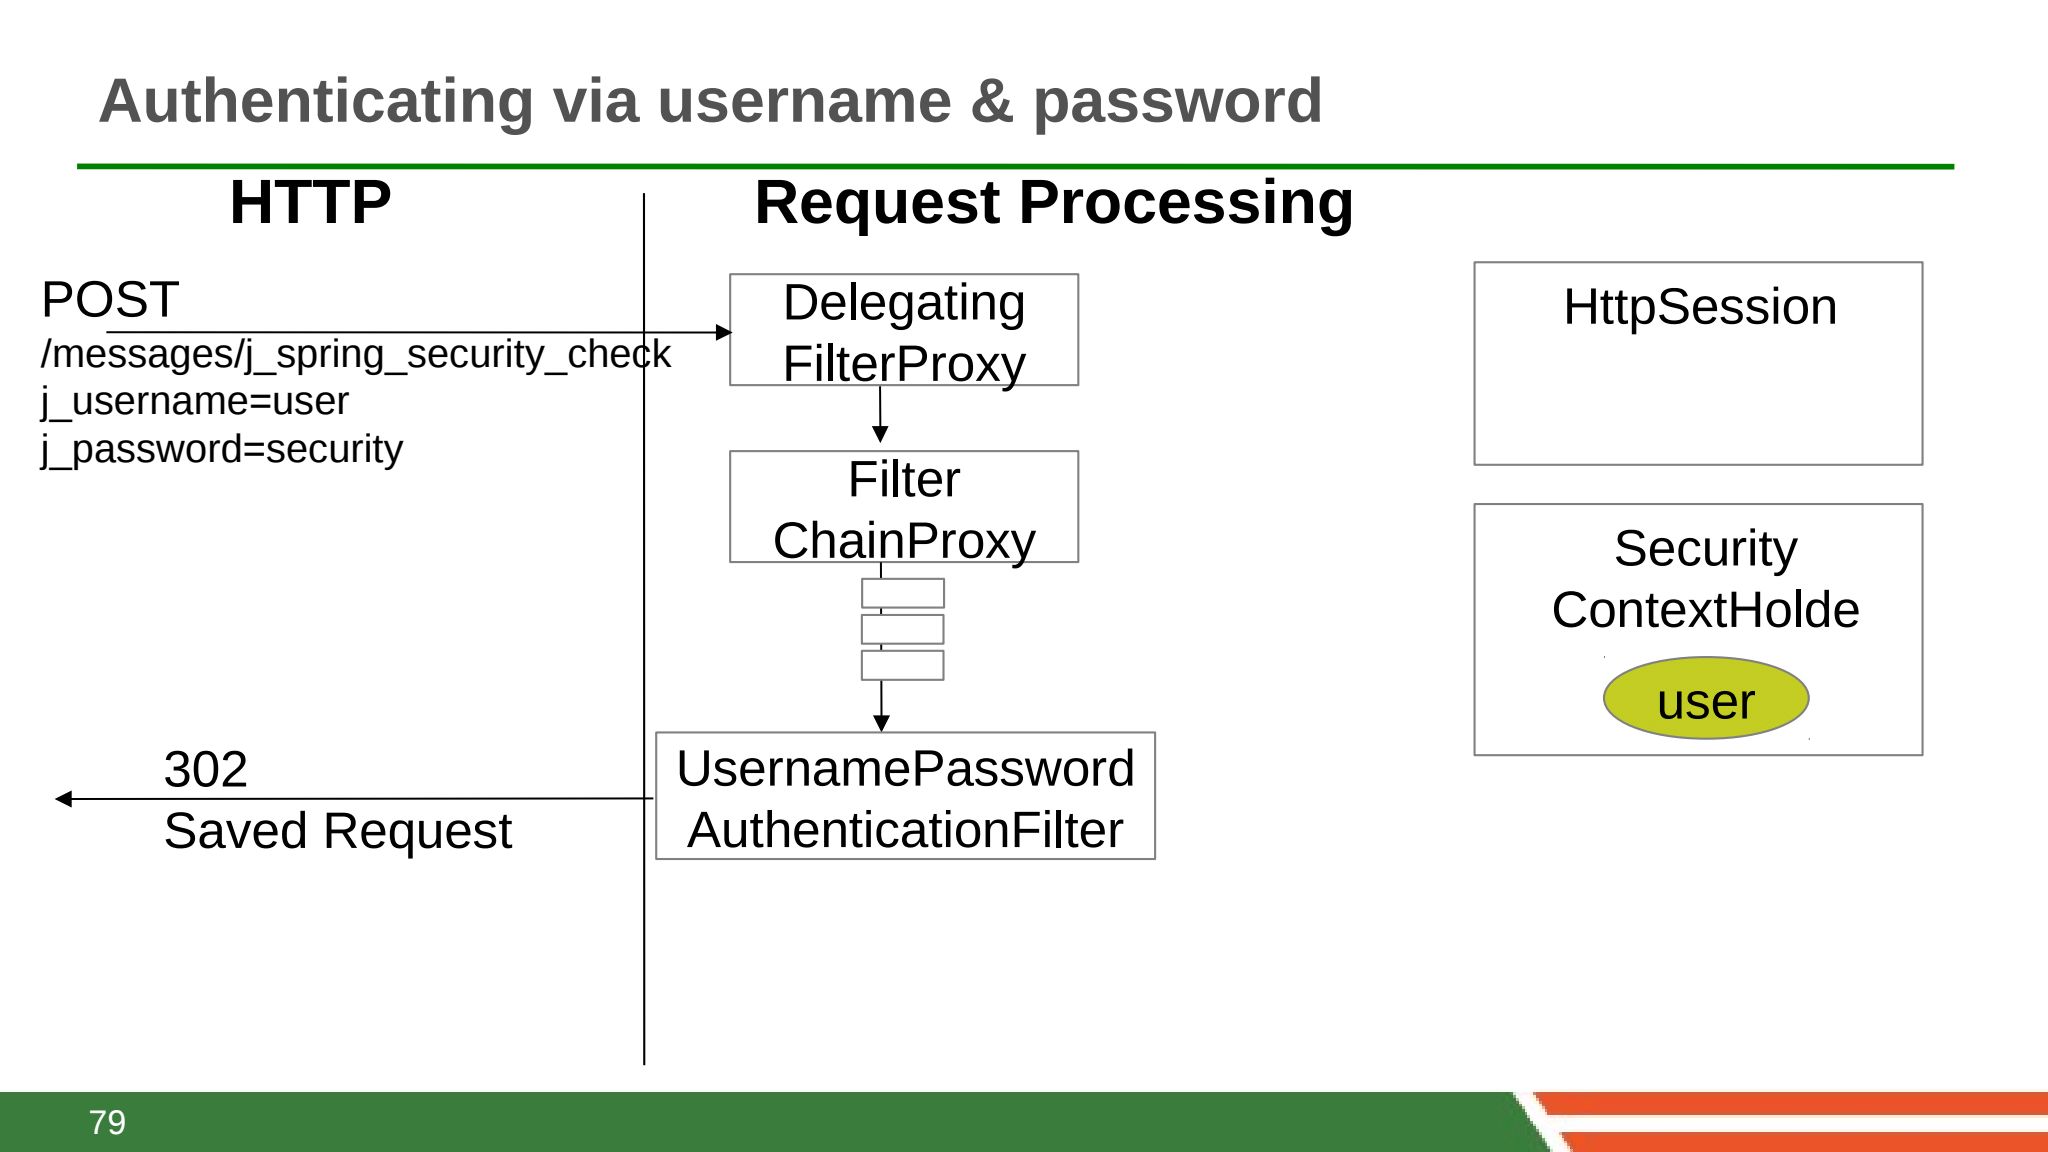 Authenticating via username & password
HTTP
Request Processing
POST
/messages/j_spring_security_check
j_username=user
j_password=security
Delegating
FilterProxy
Filter
ChainProxy
UsernamePassword
AuthenticationFilter
302
Saved Request
HttpSession
Security
ContextHolde
user
79